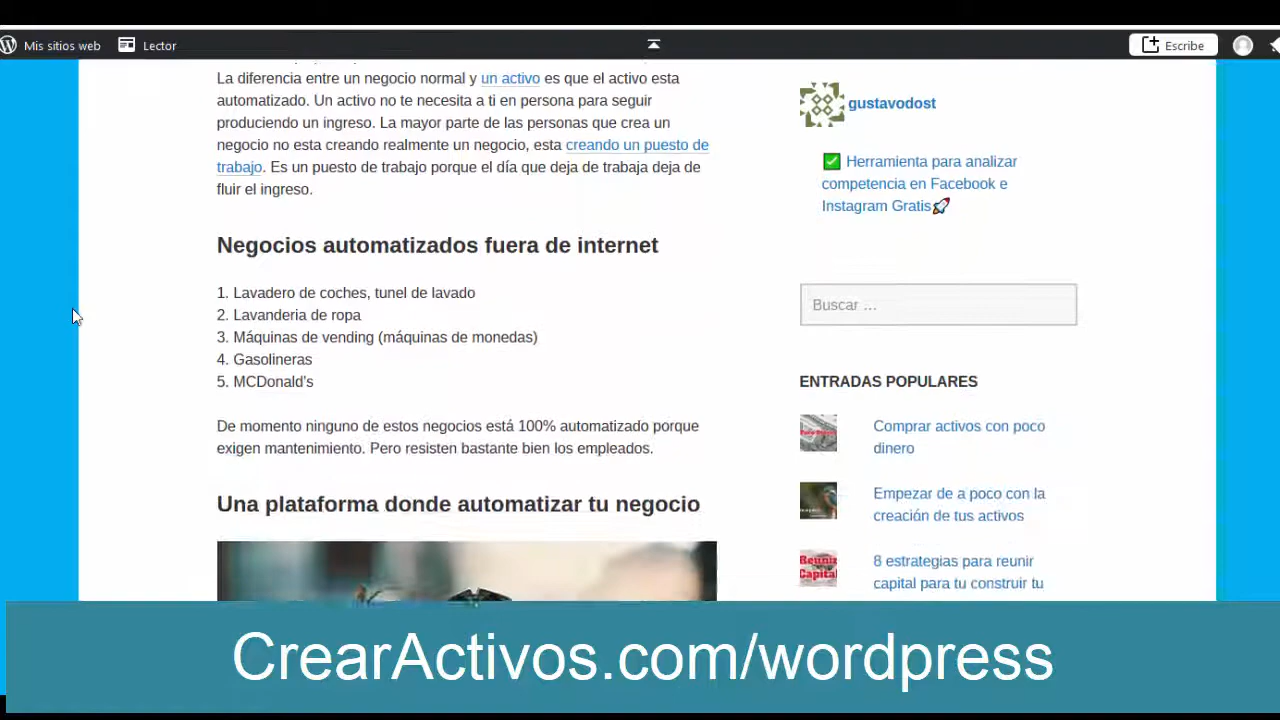 Mis sitios web
Lector
Escribe
La diferencia entre un negocio normal y un activo es que el activo esta
automatizado. Un activo no te necesita a ti en persona para seguir
produciendo un ingreso. La mayor parte de las personas que crea un
negocio no esta creando realmente un negocio, esta creando un puesto de
trabajo. Es un puesto de trabajo porque el día que deja de trabaja deja de
fluir el ingreso.
Negocios automatizados fuera de internet
1. Lavadero de coches, tunel de lavado
2. Lavanderia de ropa
3. Máquinas de vending (máquinas de monedas)
4. Gasolineras
5. MCDonald's
De momento ninguno de estos negocios está 100% automatizado porque
exigen mantenimiento. Pero resisten bastante bien los empleados.
Una plataforma donde automatizar tu negocio
gustavodost
✅ Herramienta para analizar
competencia en Facebook e
Instagram Gratis🚀
Buscar …
ENTRADAS POPULARES
Comprar activos con poco
dinero
Empezar de a poco con la
creación de tus activos
Reunir
Capital
8 estrategias para reunir
capital para tu construir tu
CrearActivos.com/wordpress